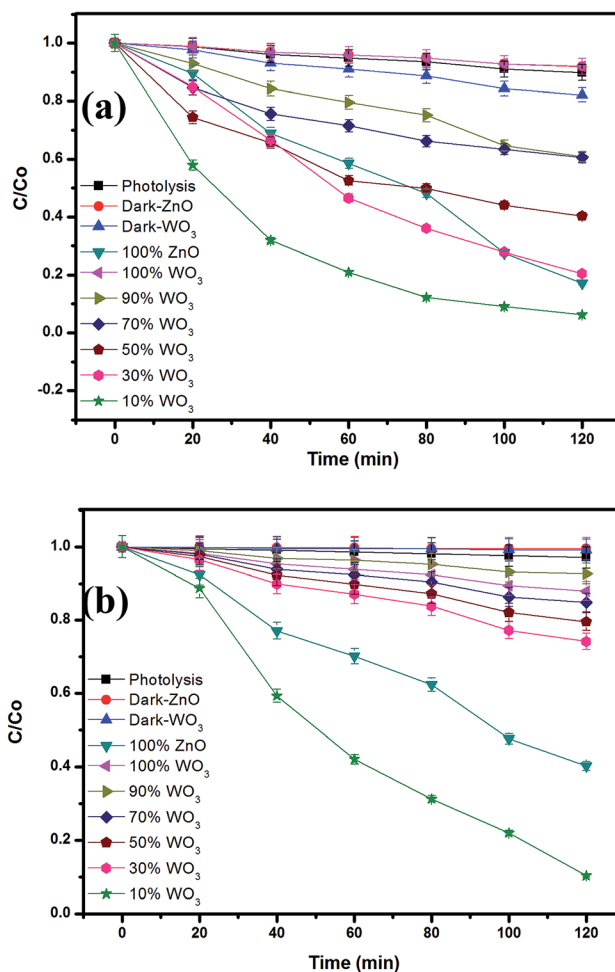 (a)
C/Co
1.0
0.8
0.6
0.4
0.2
0.0
-0.2
Photolysis
Dark-ZnO
Dark-WO₃
100% ZnO
100% WO₃
90% WO₃
70% WO₃
50% WO₃
30% WO₃
10% WO₃
0 20 40 60 80 100 120
Time (min)
(b)
C/Co
1.0
0.8
0.6
0.4
0.2
0.0
Photolysis
Dark-ZnO
Dark-WO₃
100% ZnO
100% WO₃
90% WO₃
70% WO₃
50% WO₃
30% WO₃
10% WO₃
0 20 40 60 80 100 120
Time (min)